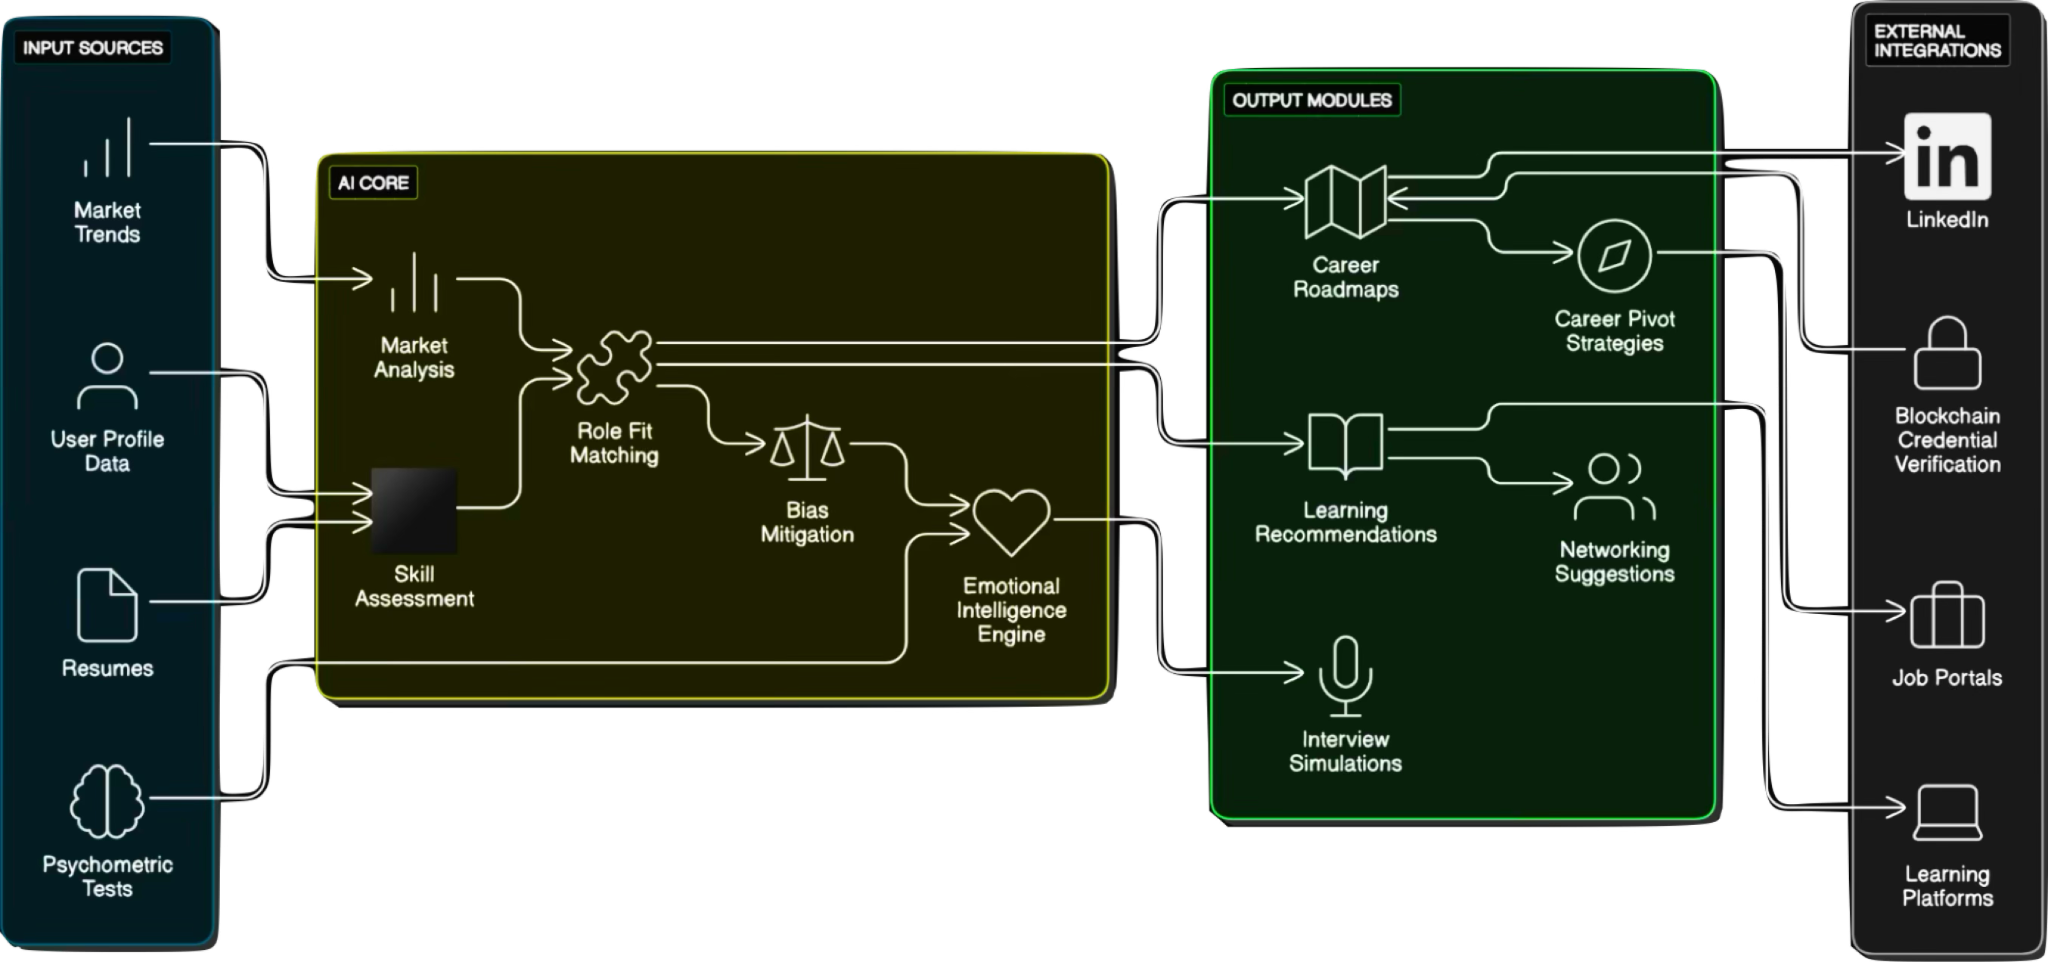 INPUT SOURCES
Market
Trends
User Profile
Data
Resumes
Psychometric
Tests
AI CORE
Market
Analysis
Skill
Assessment
Role Fit
Matching
Bias
Mitigation
Emotional
Intelligence
Engine
OUTPUT MODULES
Career
Roadmaps
Career Pivot
Strategies
Learning
Recommendations
Networking
Suggestions
Interview
Simulations
EXTERNAL
INTEGRATIONS
in
LinkedIn
Blockchain
Credential
Verification
Job Portals
Learning
Platforms